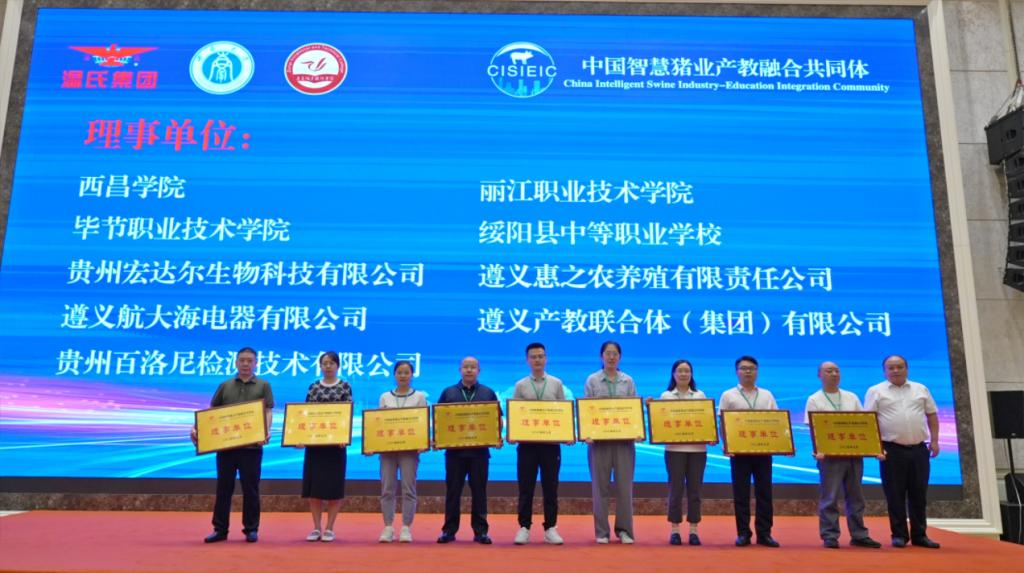 温氏集团
CISIEIC
中国智慧猪业产教融合共同体
China Intelligent Swine Industry-Education Integration Community
理事单位：
西昌学院
丽江职业技术学院
毕节职业技术学院
绥阳县中等职业学校
贵州宏达尔生物科技有限公司
遵义惠之农养殖有限责任公司
遵义航大海电器有限公司
遵义产教联合体（集团）有限公司
贵州百洛尼检测技术有限公司
理事单位
理事单位
理事单位
理事单位
理事单位
理事单位
理事单位
理事单位
理事单位